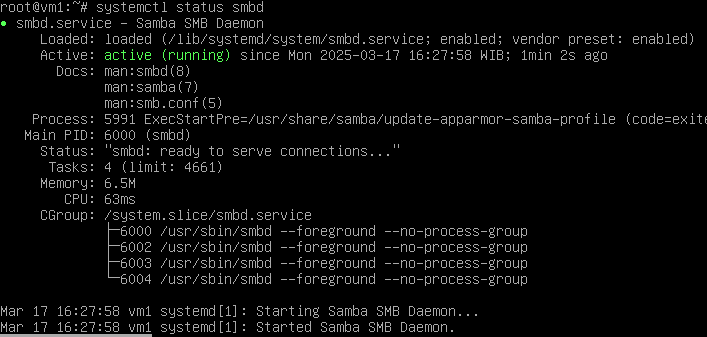 root@vm1:~# systemctl status smbd
● smbd.service - Samba SMB Daemon
     Loaded: loaded (/lib/systemd/system/smbd.service; enabled; vendor preset: enabled)
     Active: active (running) since Mon 2025-03-17 16:27:58 WIB; 1min 2s ago
       Docs: man:smbd(8)
             man:samba(7)
             man:smb.conf(5)
    Process: 5991 ExecStartPre=/usr/share/samba/update-apparmor-samba-profile (code=exite
   Main PID: 6000 (smbd)
     Status: "smbd: ready to serve connections..."
      Tasks: 4 (limit: 4661)
     Memory: 6.5M
        CPU: 63ms
     CGroup: /system.slice/smbd.service
             ├─6000 /usr/sbin/smbd --foreground --no-process-group
             ├─6002 /usr/sbin/smbd --foreground --no-process-group
             ├─6003 /usr/sbin/smbd --foreground --no-process-group
             └─6004 /usr/sbin/smbd --foreground --no-process-group

Mar 17 16:27:58 vm1 systemd[1]: Starting Samba SMB Daemon...
Mar 17 16:27:58 vm1 systemd[1]: Started Samba SMB Daemon.